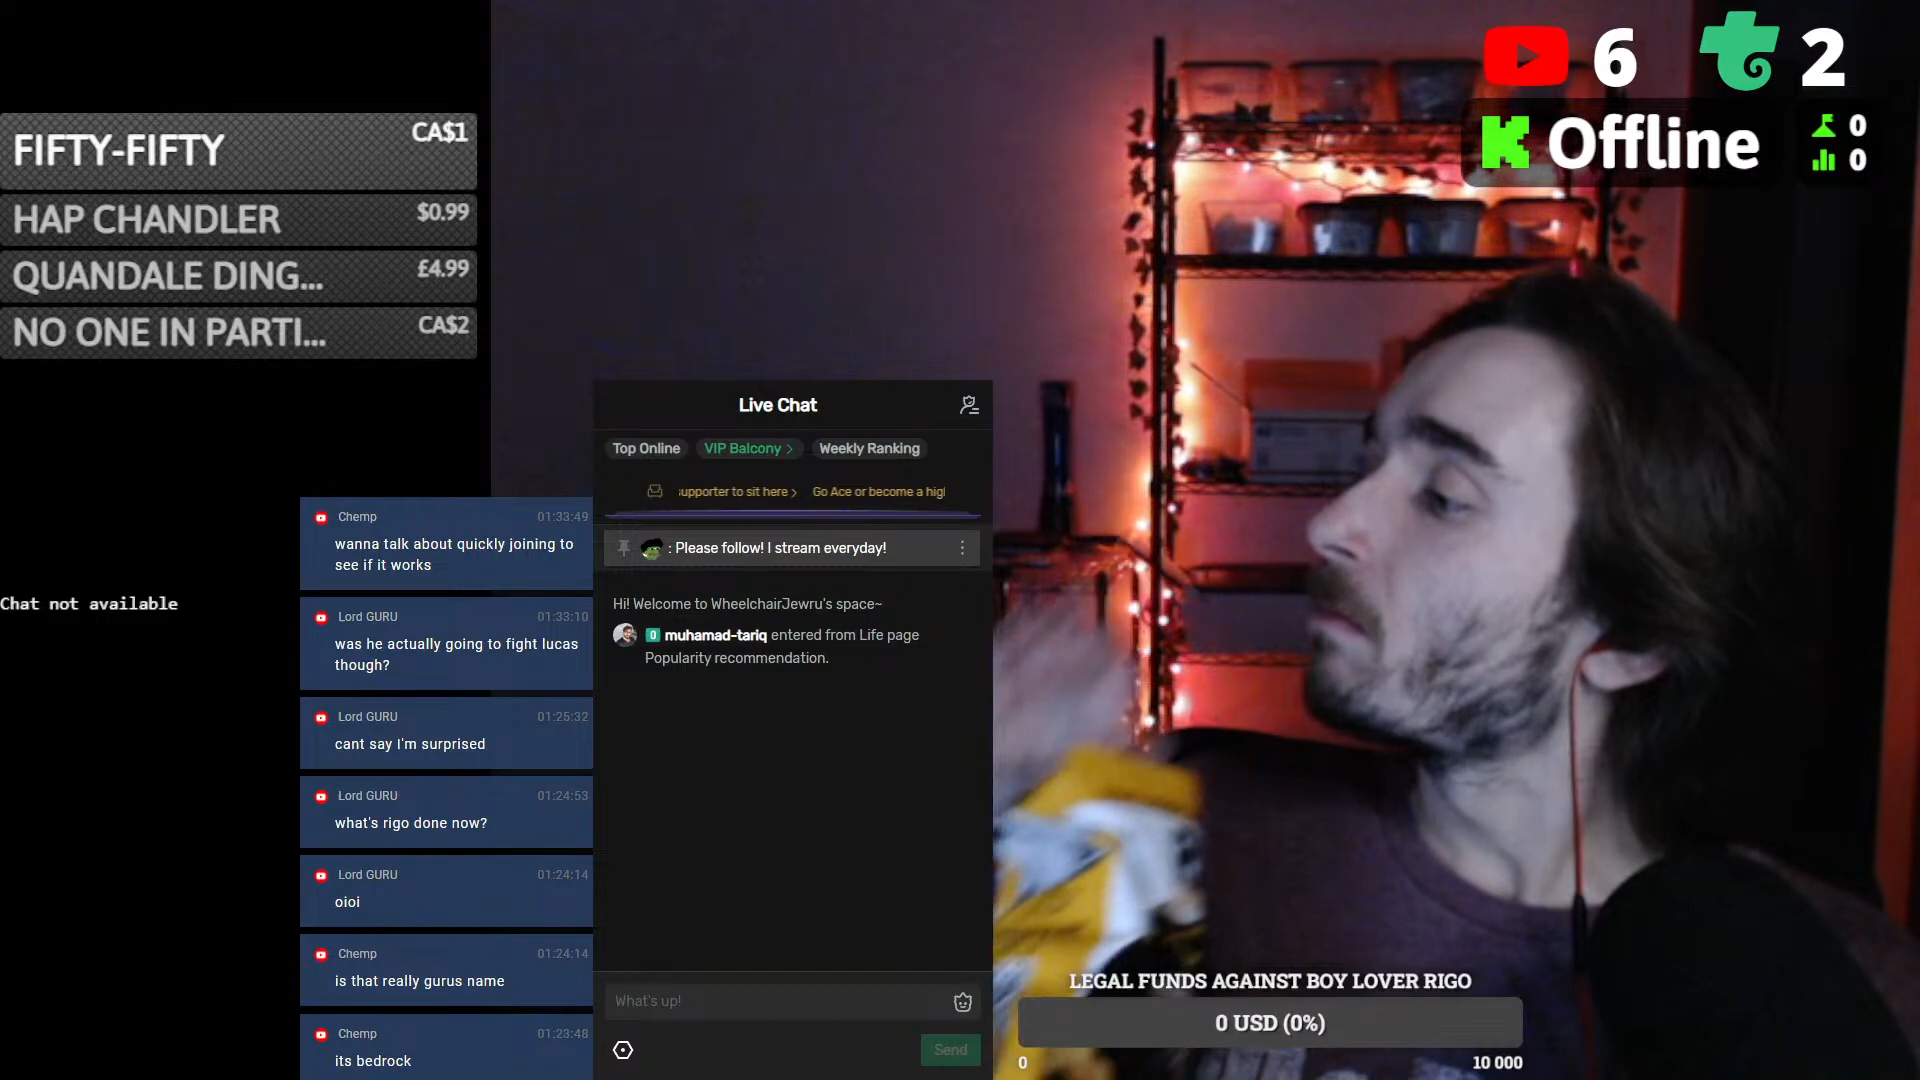 6 2
Offline 0
0
FIFTY-FIFTY CA$1
HAP CHANDLER $0.99
QUANDALE DING... £4.99
NO ONE IN PARTI... CA$2
Chat not available
Chemp 01:33:49
wanna talk about quickly joining to
see if it works
Lord GURU 01:33:10
was he actually going to fight lucas
though?
Lord GURU 01:25:32
cant say I'm surprised
Lord GURU 01:24:53
what's rigo done now?
Lord GURU 01:24:14
oioi
Chemp 01:24:14
is that really gurus name
Chemp 01:23:48
its bedrock
Live Chat
Top Online VIP Balcony > Weekly Ranking
upporter to sit here > Go Ace or become a hig
: Please follow! I stream everyday!
Hi! Welcome to WheelchairJewru's space~
0 muhamad-tariq entered from Life page
Popularity recommendation.
What's up!
Send
LEGAL FUNDS AGAINST BOY LOVER RIGO
0 USD (0%)
0 10 000